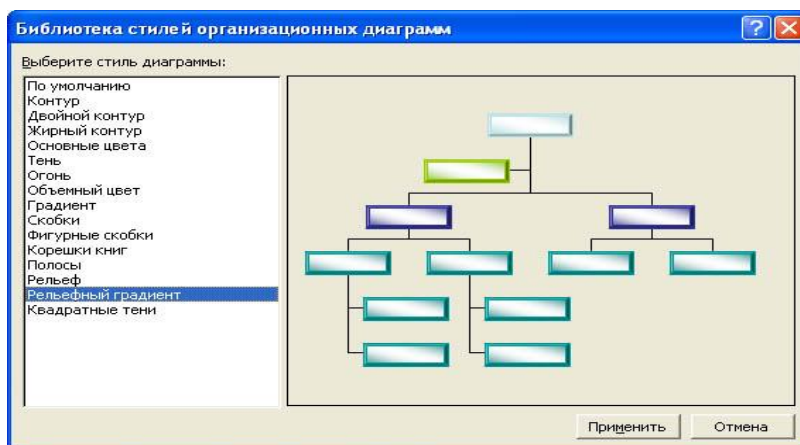 Библиотека стилей организационных диаграмм
Выберите стиль диаграммы:
По умолчанию
Контур
Двойной контур
Жирный контур
Основные цвета
Тень
Огонь
Объемный цвет
Градиент
Скобки
Фигурные скобки
Корешки книг
Полосы
Рельеф
Рельефный градиент
Квадратные тени
Применить
Отмена